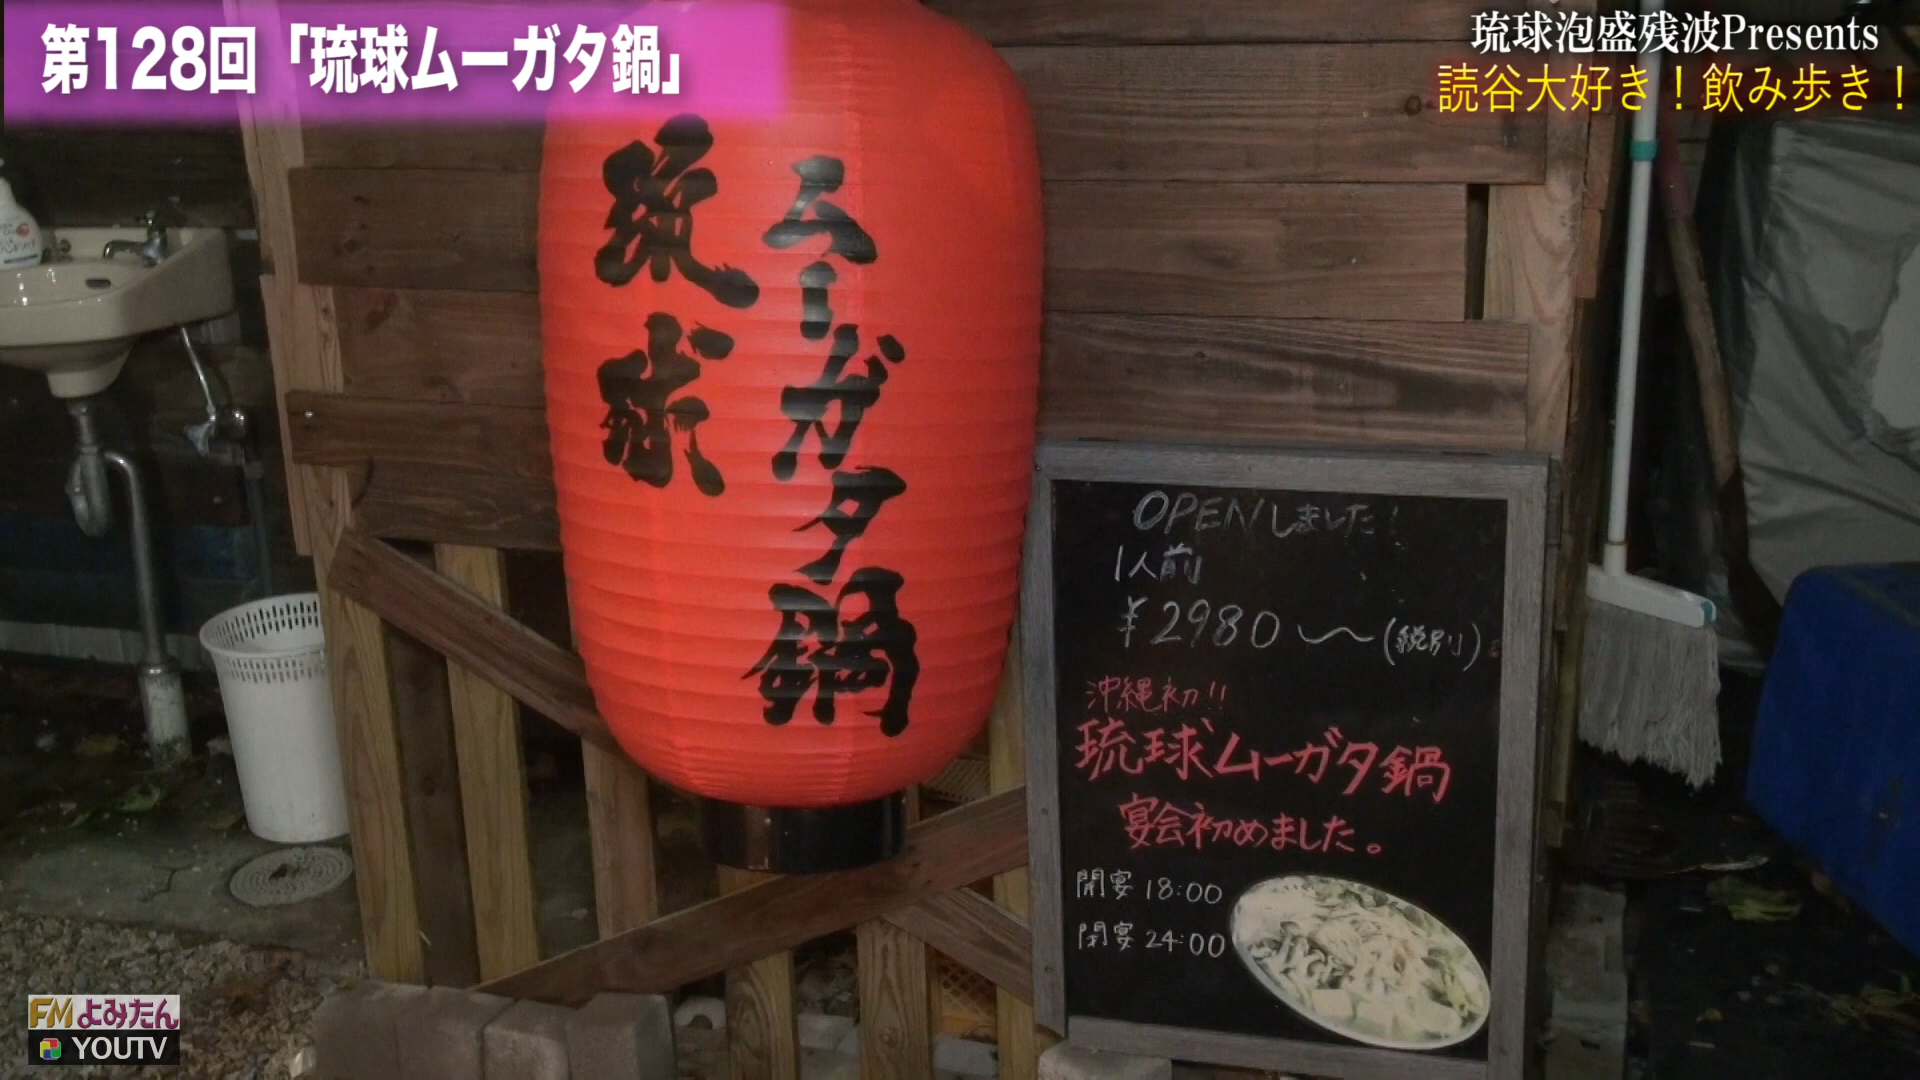 第128回「琉球ムーガタ鍋」
琉球泡盛残波Presents
読谷大好き！飲み歩き！
琉球
ムーガタ鍋
OPENしました！
1人前
¥2980〜(税別)
沖縄初!!
琉球ムーガタ鍋
宴会初めました。
開宴 18:00
閉宴 24:00
FMよみたん
YOUTV